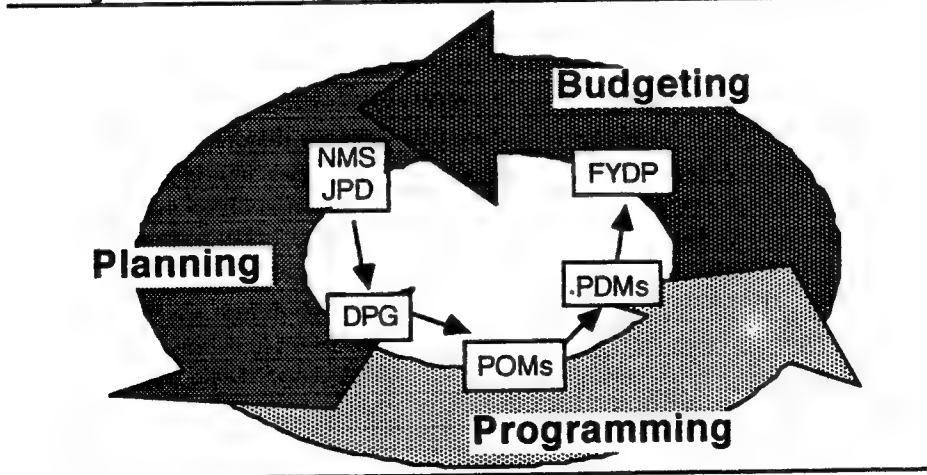 Budgeting
NMS
JPD
FYDP
Planning
.PDMs
DPG
POMs
Programming